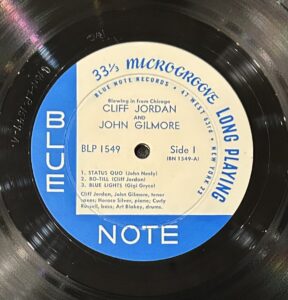 33⅓ MICROGROOVE LONG PLAYING
BLUE NOTE RECORDS • 47 WEST 63rd • NEW YORK 23
Blowing in from Chicago
CLIFF JORDAN
AND
JOHN GILMORE
BLP 1549 Side 1
(BN 1549-A)
1. STATUS QUO (John Neely)
2. BO-TILL (Cliff Jordan)
3. BLUE LIGHTS (Gigi Gryce)
Cliff Jordan, John Gilmore, tenor
saxes; Horace Silver, piano; Curly
Russell, bass; Art Blakey, drums.
BLUE
NOTE